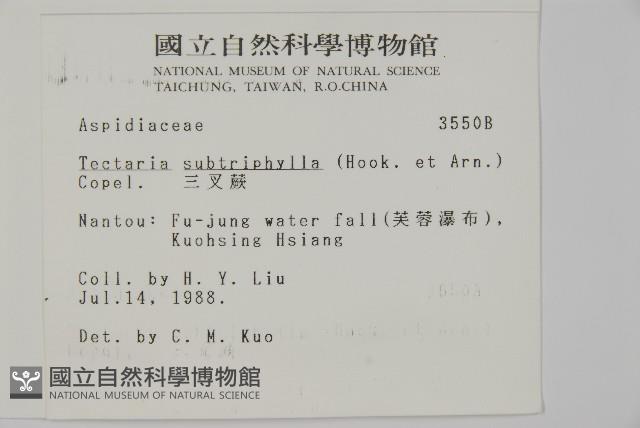 國立自然科學博物館
NATIONAL MUSEUM OF NATURAL SCIENCE
TAICHUNG, TAIWAN, R.O.CHINA
Aspidiaceae 3550B
Tectaria subtriphylla (Hook. et Arn.)
Copel. 三叉蕨
Nantou: Fu-jung water fall(芙蓉瀑布),
Kuohsing Hsiang
Coll. by H. Y. Liu
Jul.14, 1988.
Det. by C. M. Kuo
國立自然科學博物館
NATIONAL MUSEUM OF NATURAL SCIENCE